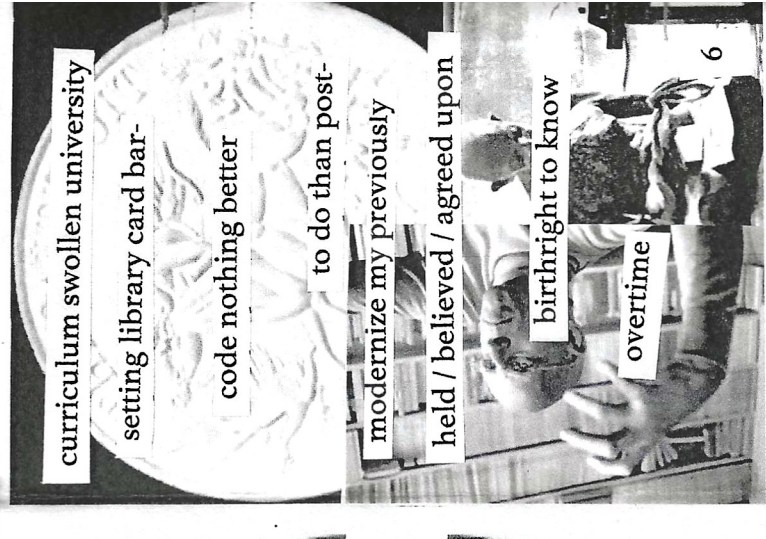 curriculum swollen university
setting library card bar-
code nothing better
to do than post-
modernize my previously
held / believed / agreed upon
birthright to know
overtime
6